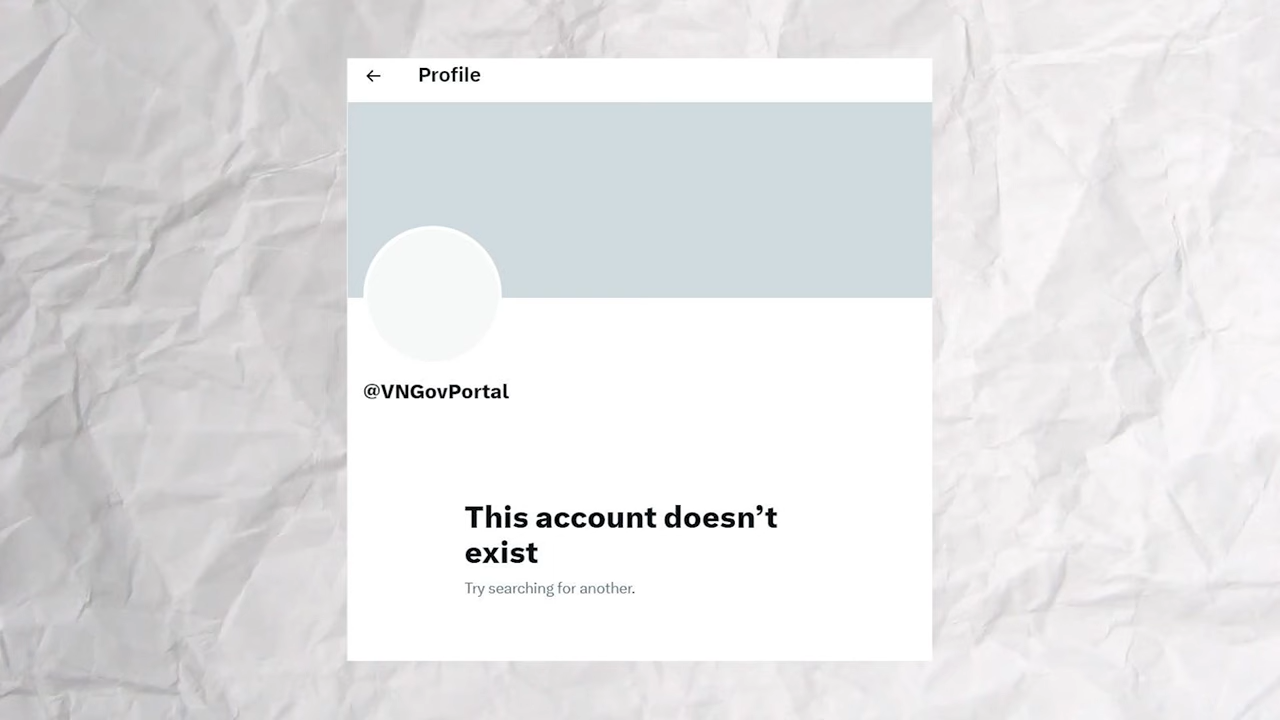 Profile
@VNGovPortal
This account doesn’t
exist
Try searching for another.